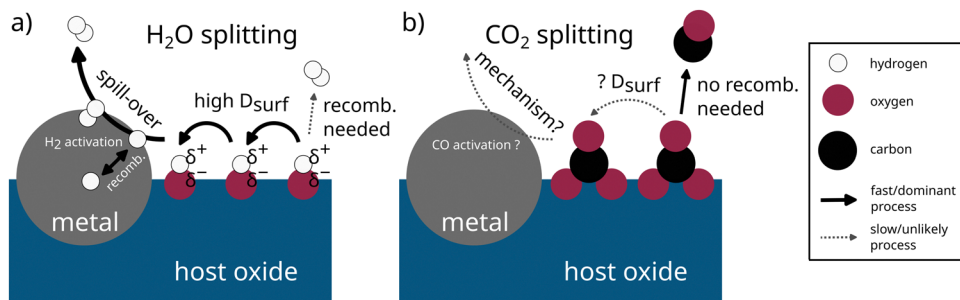 a)
H₂O splitting
spill-over
high Dsurf
recomb.
needed
H₂ activation
recomb.
δ⁺
δ⁻
δ⁺
δ⁻
δ⁺
δ⁻
metal
host oxide
b)
CO₂ splitting
mechanism?
? Dsurf
no recomb.
needed
CO activation ?
metal
host oxide
hydrogen
oxygen
carbon
fast/dominant
process
slow/unlikely
process